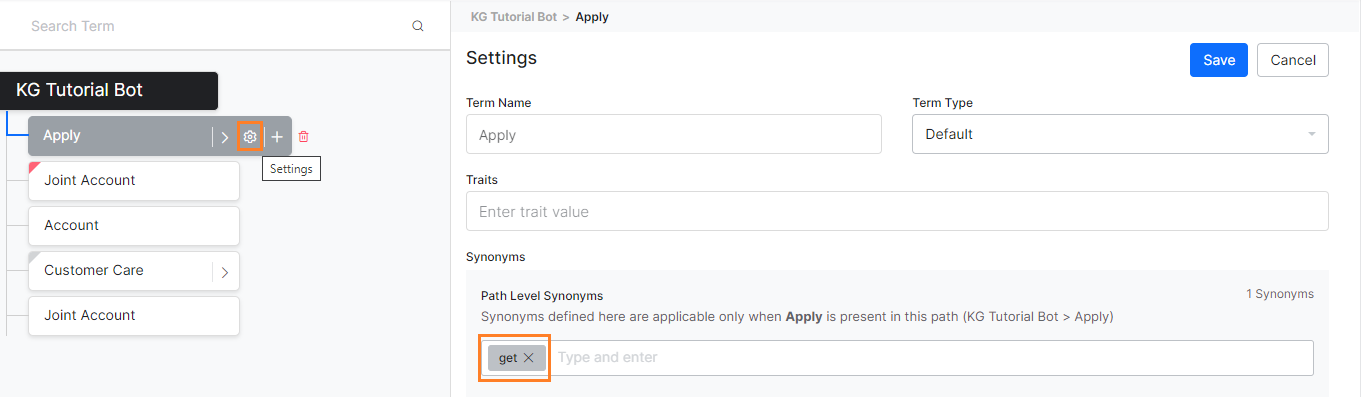 Search Term
KG Tutorial Bot
Apply
Settings
Joint Account
Account
Customer Care
Joint Account
KG Tutorial Bot > Apply
Settings
Save Cancel
Term Name Term Type
Apply Default
Traits
Enter trait value
Synonyms
Path Level Synonyms 1 Synonyms
Synonyms defined here are applicable only when Apply is present in this path (KG Tutorial Bot > Apply)
get Type and enter